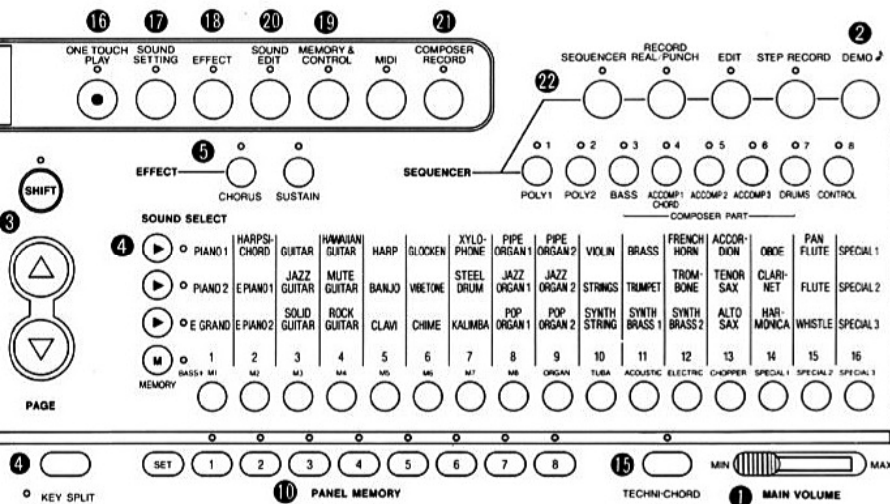 16 17 18 20 19 21 2
ONE TOUCH PLAY SOUND SETTING EFFECT SOUND EDIT MEMORY & CONTROL MIDI COMPOSER RECORD
SEQUENCER RECORD REAL/PUNCH EDIT STEP RECORD DEMO♪
22
5 EFFECT CHORUS SUSTAIN
SEQUENCER 1 2 3 4 5 6 7 8
POLY1 POLY2 BASS ACCOMP1 CHORD ACCOMP2 ACCOMP3 DRUMS CONTROL
COMPOSER PART
SHIFT
3
SOUND SELECT
4 PIANO 1 HARPSI-CHORD GUITAR HAWAIIAN GUITAR HARP GLOCKEN XYLO-PHONE PIPE ORGAN 1 PIPE ORGAN 2 VIOLIN BRASS FRENCH HORN ACCOR-DION OBOE PAN FLUTE SPECIAL 1
PIANO 2 E PIANO 1 JAZZ GUITAR MUTE GUITAR BANJO VIBETONE STEEL DRUM JAZZ ORGAN 1 JAZZ ORGAN 2 STRINGS TRUMPET TROM-BONE TENOR SAX CLARI-NET FLUTE SPECIAL 2
E GRAND E PIANO 2 SOLID GUITAR ROCK GUITAR CLAVI CHIME KALIMBA POP ORGAN 1 POP ORGAN 2 SYNTH STRING SYNTH BRASS 1 SYNTH BRASS 2 ALTO SAX HAR-MONICA WHISTLE SPECIAL 3
M 1 2 3 4 5 6 7 8 9 10 11 12 13 14 15 16
MEMORY M1 M2 M3 M4 M5 M6 M7 M8 ORGAN TUBA ACOUSTIC ELECTRIC CHOPPER SPECIAL 1 SPECIAL 2 SPECIAL 3
PAGE
4 SET 1 2 3 4 5 6 7 8 15 MIN MAX
KEY SPLIT 10 PANEL MEMORY TECHNI-CHORD 1 MAIN VOLUME